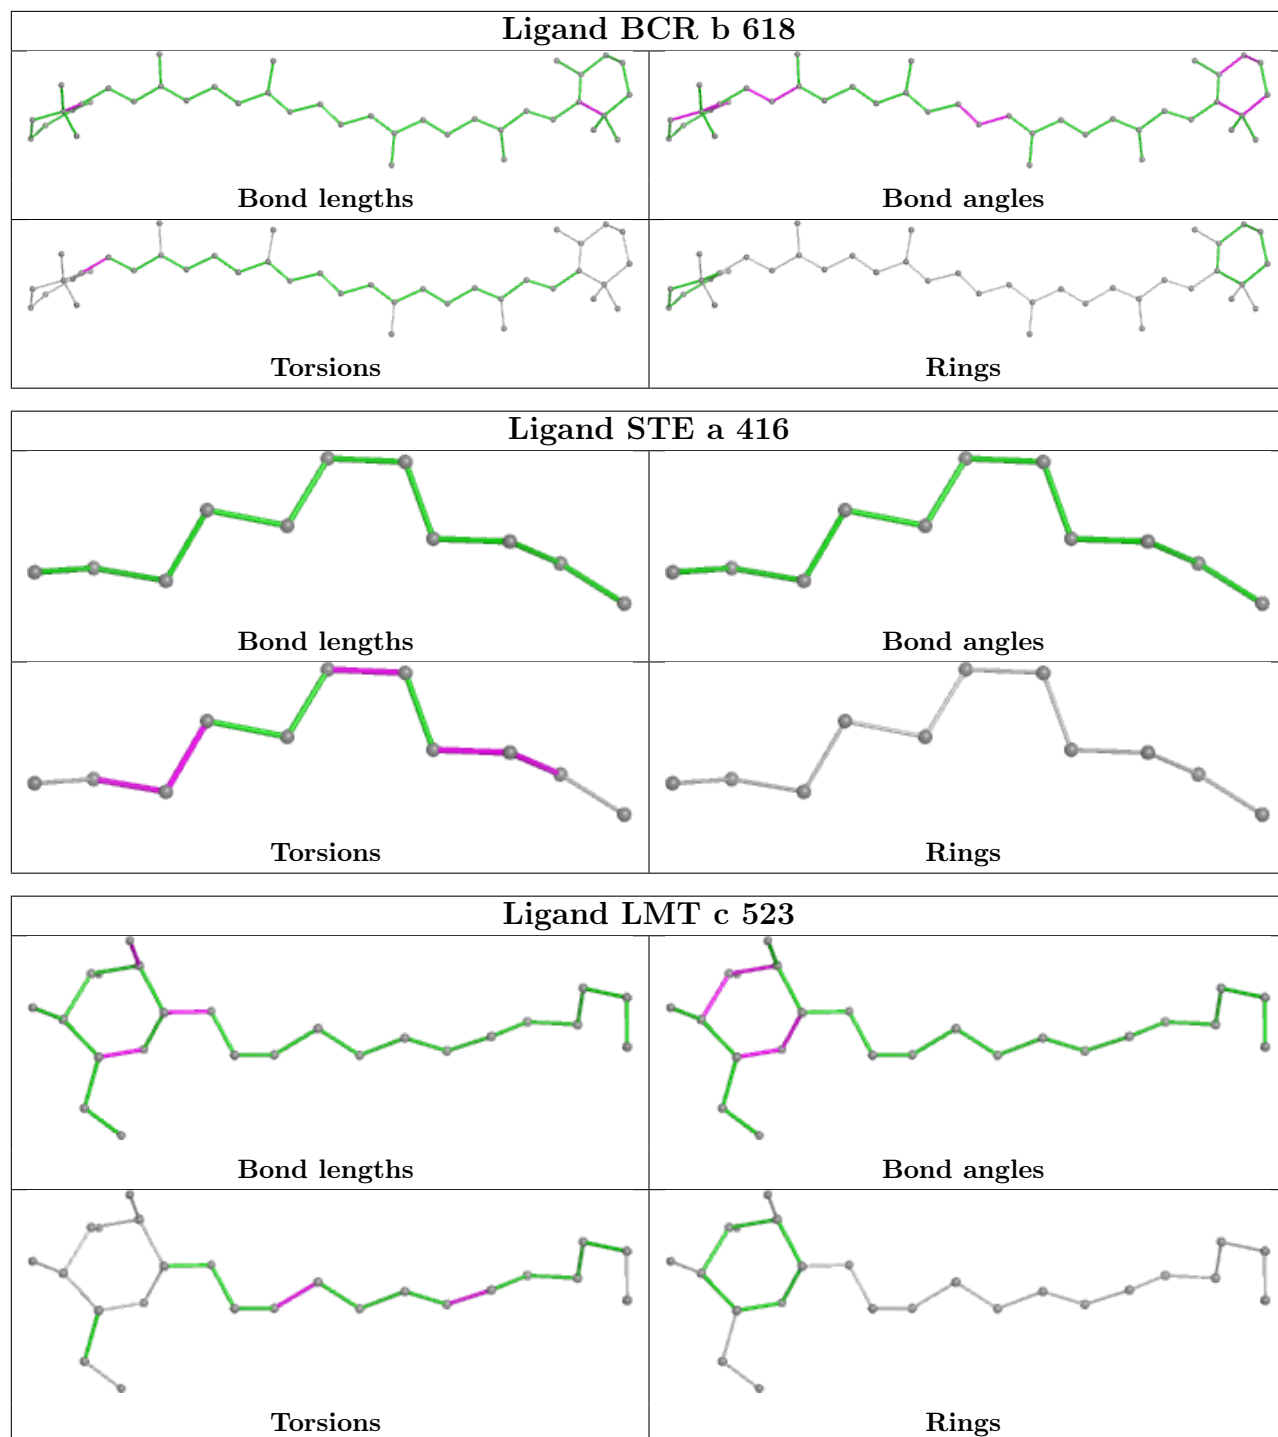 Ligand BCR b 618
Bond lengths
Bond angles
Torsions
Rings
Ligand STE a 416
Bond lengths
Bond angles
Torsions
Rings
Ligand LMT c 523
Bond lengths
Bond angles
Torsions
Rings